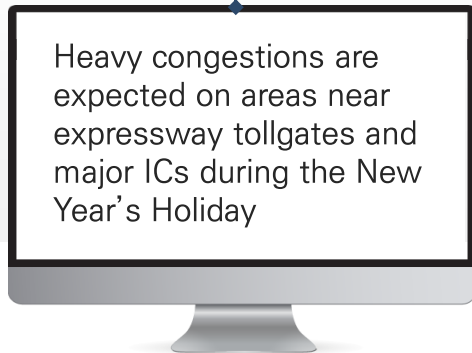 Heavy congestions are
expected on areas near
expressway tollgates and
major ICs during the New
Year's Holiday